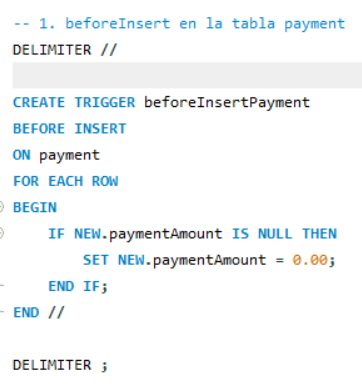 -- 1. beforeInsert en la tabla payment
DELIMITER //
CREATE TRIGGER beforeInsertPayment
BEFORE INSERT
ON payment
FOR EACH ROW
BEGIN
IF NEW.paymentAmount IS NULL THEN
SET NEW.paymentAmount = 0.00;
END IF;
END //
DELIMITER ;